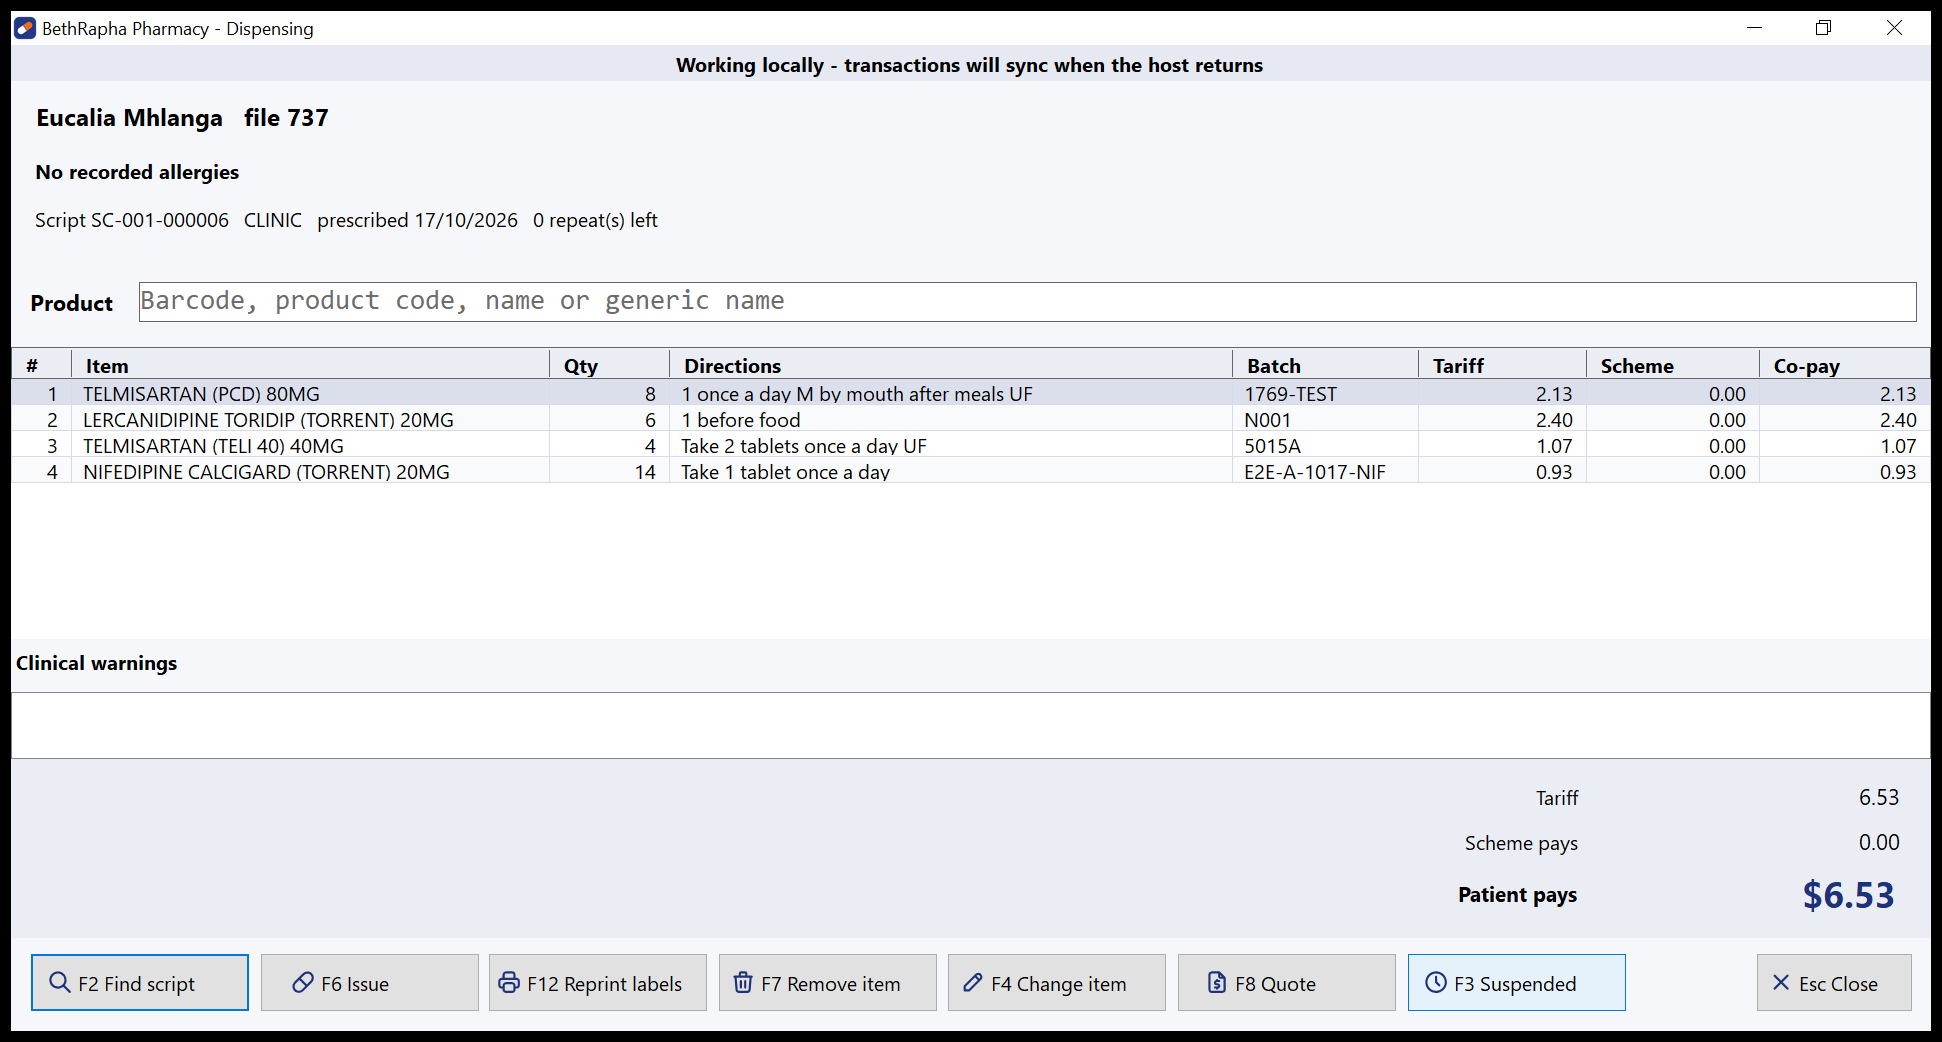 BethRapha Pharmacy - Dispensing
Working locally - transactions will sync when the host returns
Eucalia Mhlanga file 737
No recorded allergies
Script SC-001-000006 CLINIC prescribed 17/10/2026 0 repeat(s) left
Product Barcode, product code, name or generic name
# Item Qty Directions Batch Tariff Scheme Co-pay
1 TELMISARTAN (PCD) 80MG 8 1 once a day M by mouth after meals UF 1769-TEST 2.13 0.00 2.13
2 LERCANIDIPINE TORIDIP (TORRENT) 20MG 6 1 before food N001 2.40 0.00 2.40
3 TELMISARTAN (TELI 40) 40MG 4 Take 2 tablets once a day UF 5015A 1.07 0.00 1.07
4 NIFEDIPINE CALCIGARD (TORRENT) 20MG 14 Take 1 tablet once a day E2E-A-1017-NIF 0.93 0.00 0.93
Clinical warnings
Tariff 6.53
Scheme pays 0.00
Patient pays $6.53
F2 Find script F6 Issue F12 Reprint labels F7 Remove item F4 Change item F8 Quote F3 Suspended Esc Close